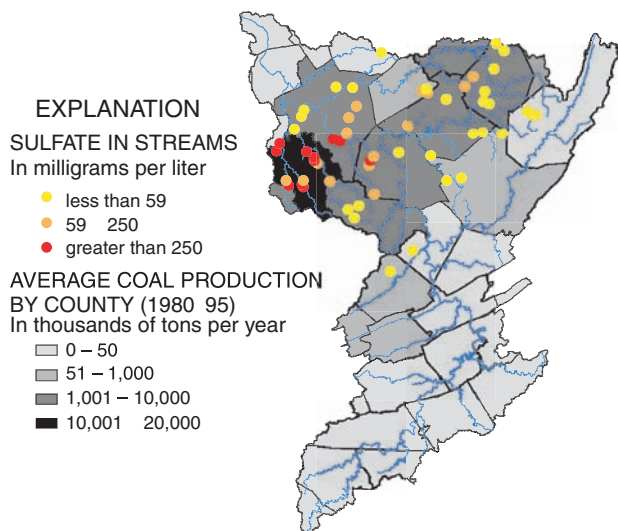 EXPLANATION
SULFATE IN STREAMS
In milligrams per liter
less than 59
59 250
greater than 250
AVERAGE COAL PRODUCTION
BY COUNTY (1980 95)
In thousands of tons per year
0 – 50
51 - 1,000
1,001 – 10,000
10,001 20,000